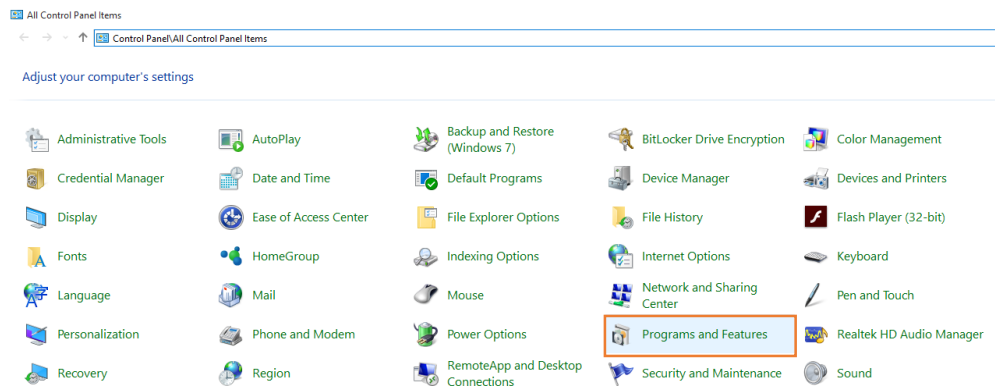 All Control Panel Items
Control Panel\All Control Panel Items
Adjust your computer's settings
Administrative Tools
AutoPlay
Backup and Restore
(Windows 7)
BitLocker Drive Encryption
Color Management
Credential Manager
Date and Time
Default Programs
Device Manager
Devices and Printers
Display
Ease of Access Center
File Explorer Options
File History
Flash Player (32-bit)
Fonts
HomeGroup
Indexing Options
Internet Options
Keyboard
Language
Mail
Mouse
Network and Sharing
Center
Pen and Touch
Personalization
Phone and Modem
Power Options
Programs and Features
Realtek HD Audio Manager
Recovery
Region
RemoteApp and Desktop
Connections
Security and Maintenance
Sound